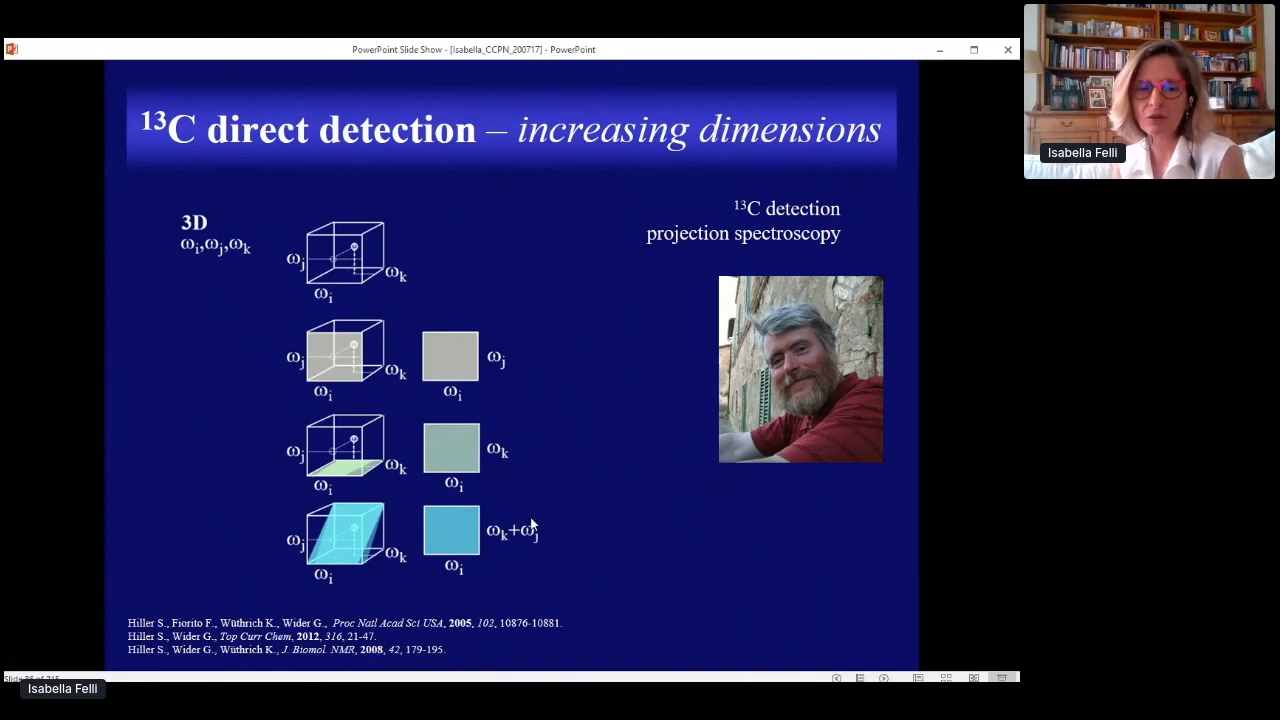 PowerPoint Slide Show - [Isabella_CCPN_200717] - PowerPoint
¹³C direct detection – increasing dimensions
3D
ωi,ωj,ωk
ωj
ωk
ωi
¹³C detection
projection spectroscopy
ωj
ωk
ωi
ωj
ωi
ωj
ωk
ωi
ωk
ωi
ωj
ωk
ωi
ωk+ωj
ωi
Hiller S., Fiorito F., Wüthrich K., Wider G., Proc Natl Acad Sci USA, 2005, 102, 10876-10881.
Hiller S., Wider G., Top Curr Chem, 2012, 316, 21-47.
Hiller S., Wider G., Wüthrich K., J. Biomol. NMR, 2008, 42, 179-195.
Isabella Felli
Isabella Felli